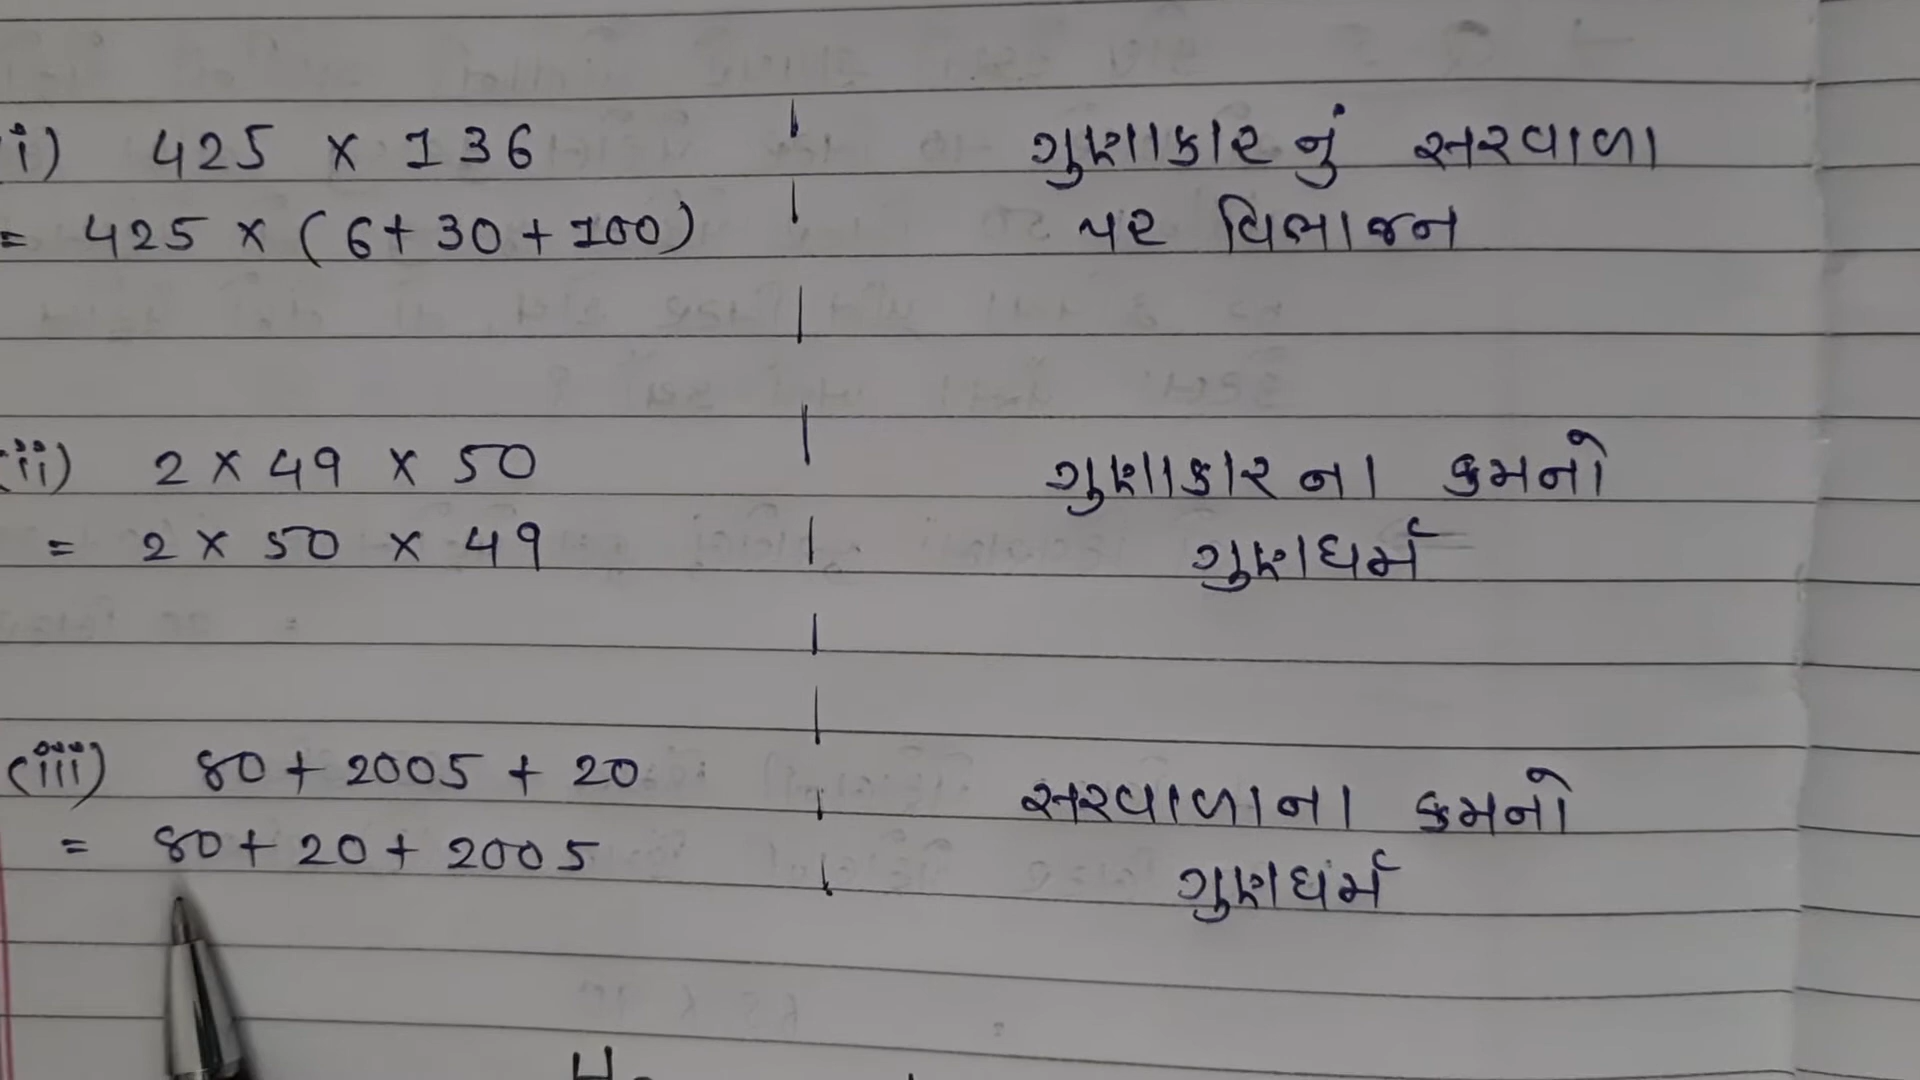 i) 425 × 136 ગુણાકારનું સરવાળા
= 425 × (6 + 30 + 100) પર વિભાજન
ii) 2 × 49 × 50 ગુણાકારના ક્રમનો
= 2 × 50 × 49 ગુણધર્મ
(iii) 80 + 2005 + 20 સરવાળાના ક્રમનો
= 80 + 20 + 2005 ગુણધર્મ